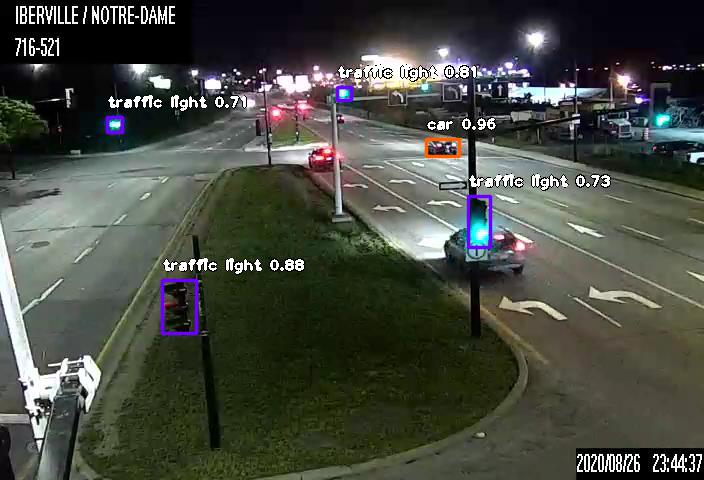 IBERVILLE / NOTRE-DAME
716-521
traffic light 0.81
traffic light 0.71
car 0.96
traffic light 0.73
traffic light 0.88
2020/08/26 23:44:37